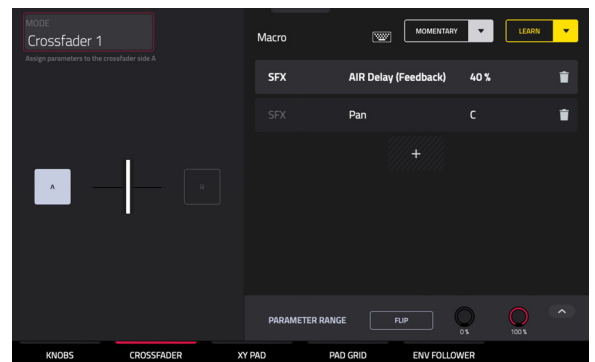 MODE
Crossfader 1
Assign parameters to the crossfader side A
Macro
MOMENTARY
LEARN
SFX AIR Delay (Feedback) 40 %
SFX Pan C
+
A
B
PARAMETER RANGE
FLIP
0 %
100 %
KNOBS CROSSFADER XY PAD PAD GRID ENV FOLLOWER